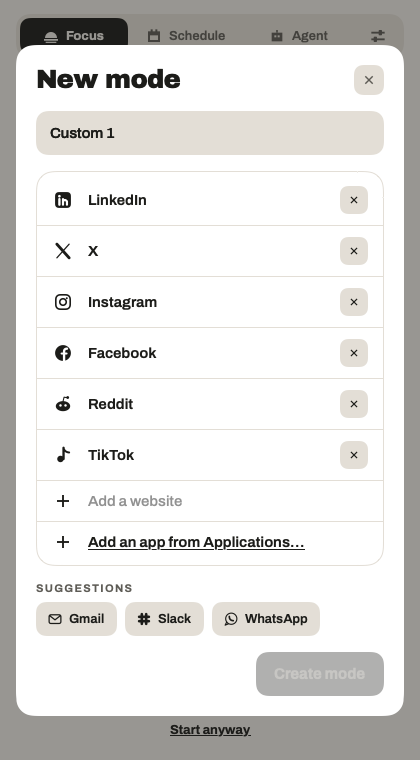 Focus
Schedule
Agent
New mode
Custom 1
LinkedIn
X
Instagram
Facebook
Reddit
TikTok
Add a website
Add an app from Applications...
SUGGESTIONS
Gmail
Slack
WhatsApp
Create mode
Start anyway